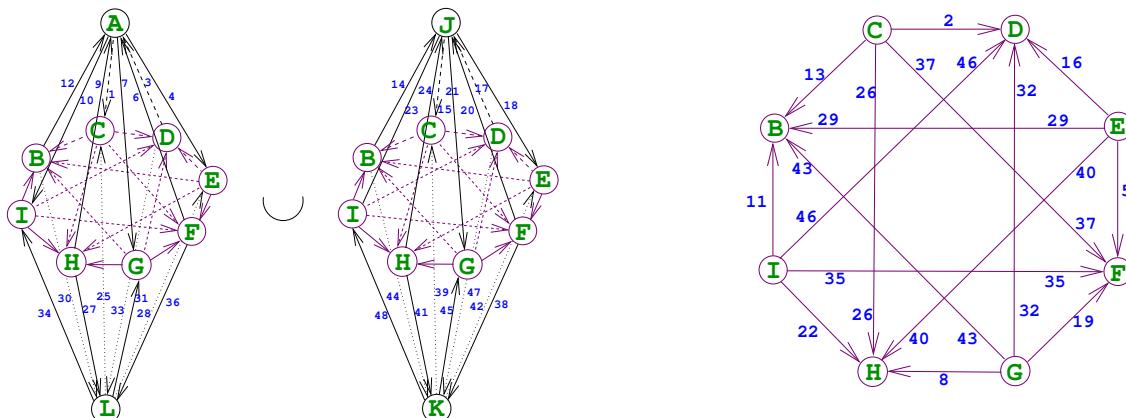 A J C 2 D
12 9 7 3 4 14 24 21 17 18 37 46 16
10 1 6 23 15 20 13 26 32
C D C D
B E B E B 29 29 E
43 40
I F I F 11 46 37 5
H G H G I 35 35 F
30 25 31 36 44 39 47 38 22 26 32 19
34 27 33 28 48 41 45 42 40 43
H 8 G
L K